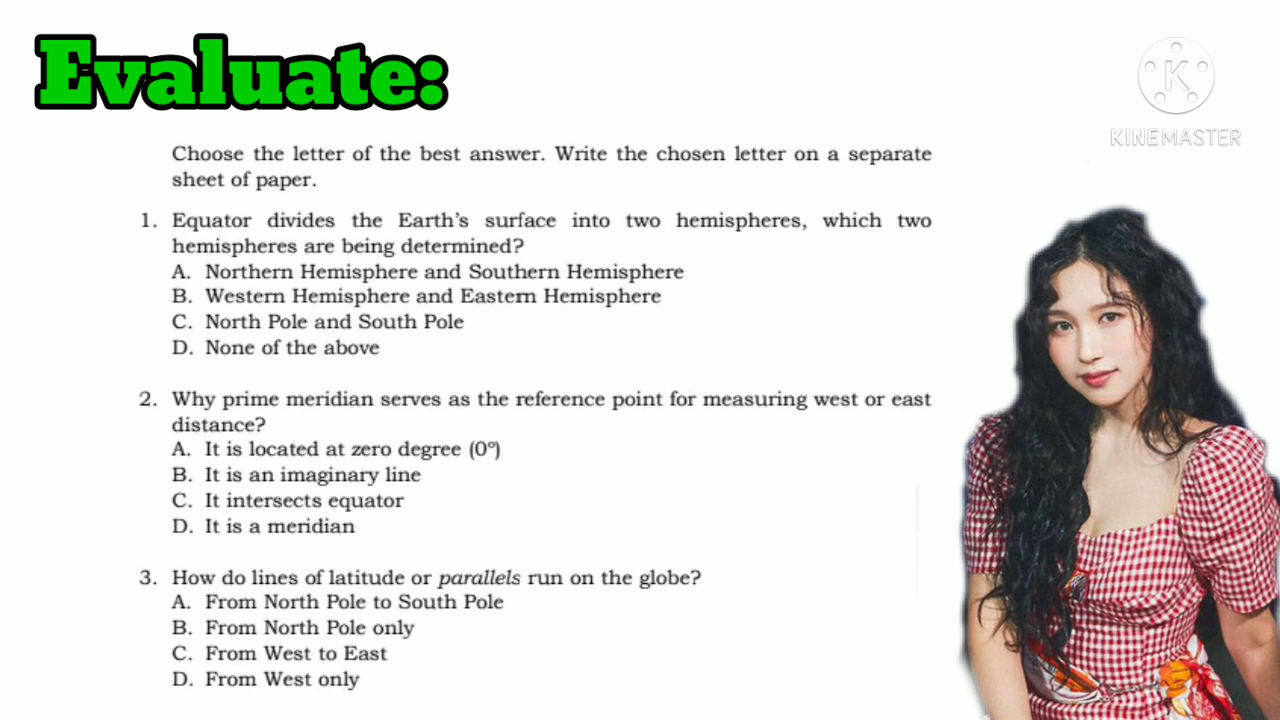 Evaluate:
K
KINEMASTER
Choose the letter of the best answer. Write the chosen letter on a separate
sheet of paper.
1. Equator divides the Earth's surface into two hemispheres, which two
hemispheres are being determined?
A. Northern Hemisphere and Southern Hemisphere
B. Western Hemisphere and Eastern Hemisphere
C. North Pole and South Pole
D. None of the above
2. Why prime meridian serves as the reference point for measuring west or east
distance?
A. It is located at zero degree (0º)
B. It is an imaginary line
C. It intersects equator
D. It is a meridian
3. How do lines of latitude or parallels run on the globe?
A. From North Pole to South Pole
B. From North Pole only
C. From West to East
D. From West only